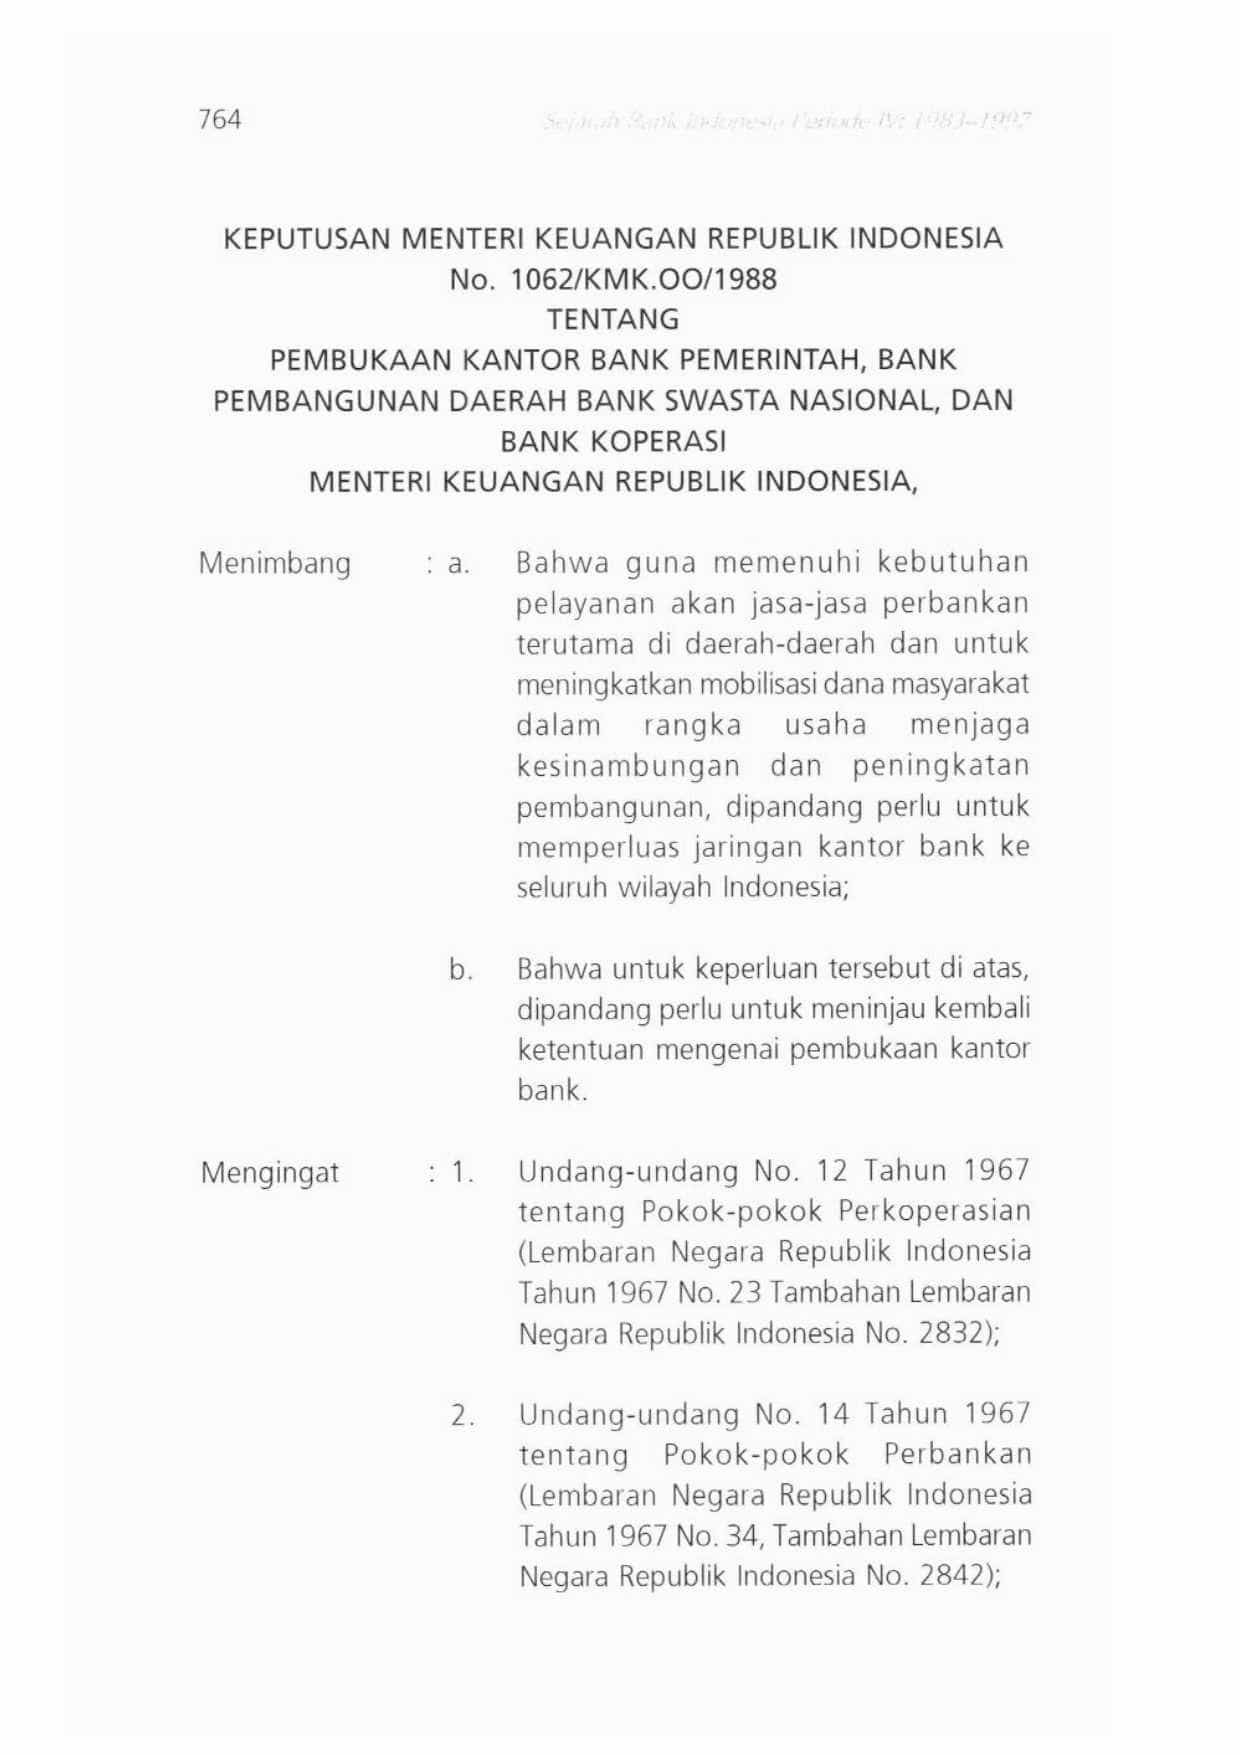 764 Sejarah Bank Indonesia Periode IV: 1983–1997
KEPUTUSAN MENTERI KEUANGAN REPUBLIK INDONESIA
No. 1062/KMK.OO/1988
TENTANG
PEMBUKAAN KANTOR BANK PEMERINTAH, BANK
PEMBANGUNAN DAERAH BANK SWASTA NASIONAL, DAN
BANK KOPERASI
MENTERI KEUANGAN REPUBLIK INDONESIA,
Menimbang : a. Bahwa guna memenuhi kebutuhan
pelayanan akan jasa-jasa perbankan
terutama di daerah-daerah dan untuk
meningkatkan mobilisasi dana masyarakat
dalam rangka usaha menjaga
kesinambungan dan peningkatan
pembangunan, dipandang perlu untuk
memperluas jaringan kantor bank ke
seluruh wilayah Indonesia;
b. Bahwa untuk keperluan tersebut di atas,
dipandang perlu untuk meninjau kembali
ketentuan mengenai pembukaan kantor
bank.
Mengingat : 1. Undang-undang No. 12 Tahun 1967
tentang Pokok-pokok Perkoperasian
(Lembaran Negara Republik Indonesia
Tahun 1967 No. 23 Tambahan Lembaran
Negara Republik Indonesia No. 2832);
2. Undang-undang No. 14 Tahun 1967
tentang Pokok-pokok Perbankan
(Lembaran Negara Republik Indonesia
Tahun 1967 No. 34, Tambahan Lembaran
Negara Republik Indonesia No. 2842);